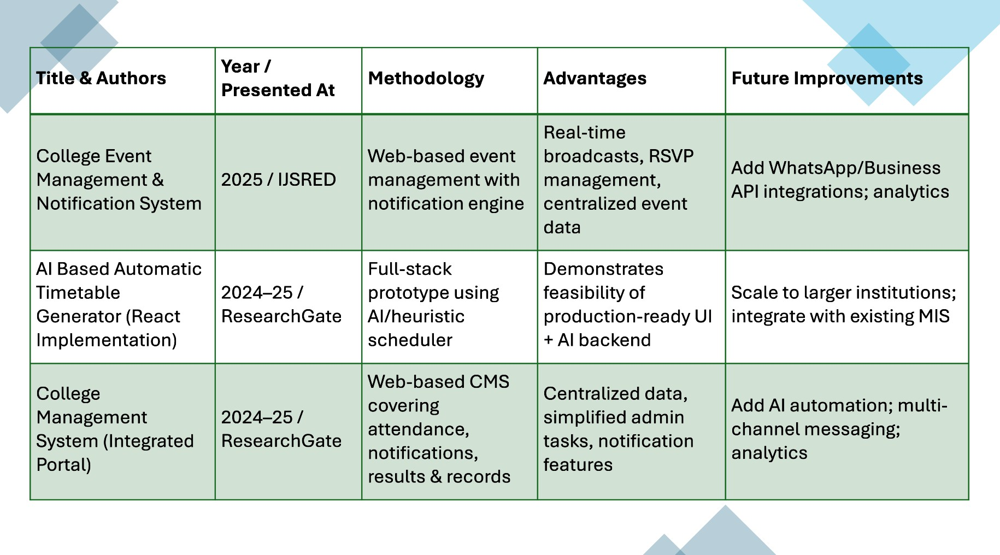 Title & Authors
Year /
Presented At
Methodology
Advantages
Future Improvements
College Event
Management &
Notification System
2025 / IJSRED
Web-based event
management with
notification engine
Real-time
broadcasts, RSVP
management,
centralized event
data
Add WhatsApp/Business
API integrations; analytics
AI Based Automatic
Timetable
Generator (React
Implementation)
2024–25 /
ResearchGate
Full-stack
prototype using
AI/heuristic
scheduler
Demonstrates
feasibility of
production-ready UI
+ AI backend
Scale to larger institutions;
integrate with existing MIS
College
Management
System (Integrated
Portal)
2024–25 /
ResearchGate
Web-based CMS
covering
attendance,
notifications,
results & records
Centralized data,
simplified admin
tasks, notification
features
Add AI automation; multi-
channel messaging;
analytics